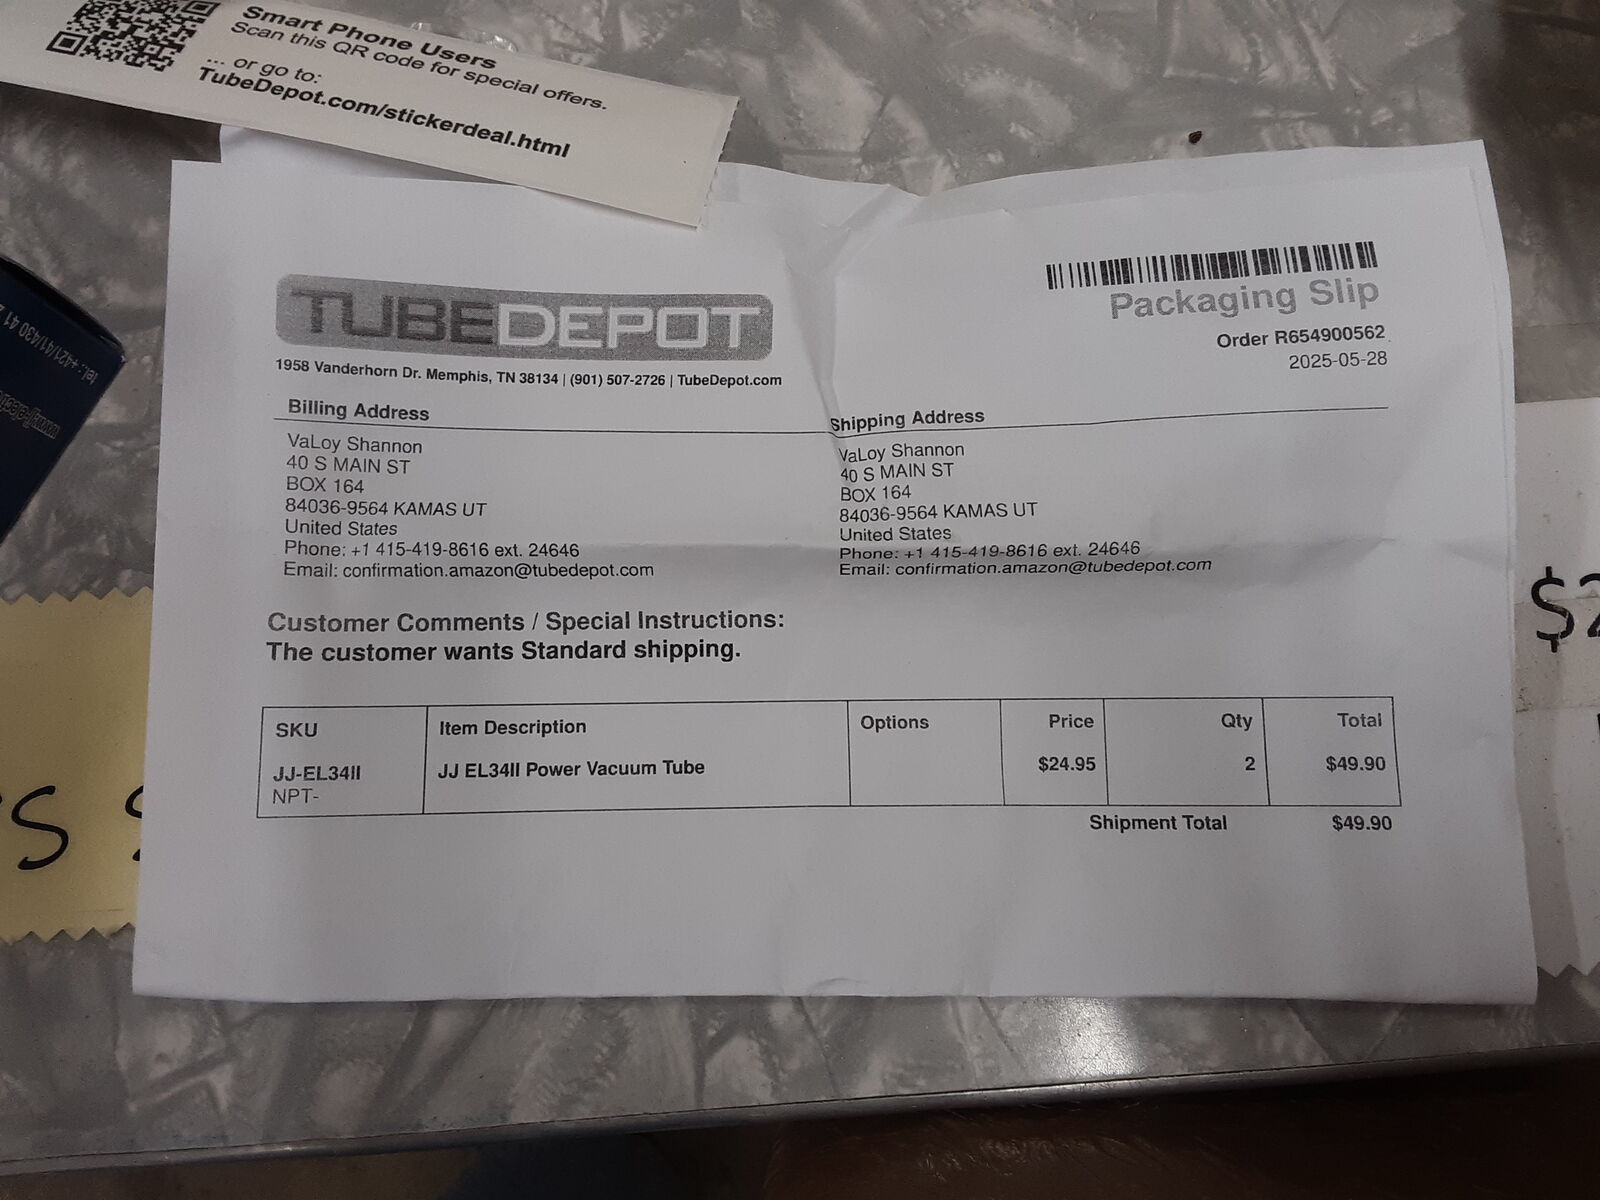 Smart Phone Users
Scan this QR code for special offers.
... or go to:
TubeDepot.com/stickerdeal.html
TUBEDEPOT
1958 Vanderhorn Dr. Memphis, TN 38134 | (901) 507-2726 | TubeDepot.com
Packaging Slip
Order R654900562
2025-05-28
Billing Address
VaLoy Shannon
40 S MAIN ST
BOX 164
84036-9564 KAMAS UT
United States
Phone: +1 415-419-8616 ext. 24646
Email: confirmation.amazon@tubedepot.com
Shipping Address
VaLoy Shannon
40 S MAIN ST
BOX 164
84036-9564 KAMAS UT
United States
Phone: +1 415-419-8616 ext. 24646
Email: confirmation.amazon@tubedepot.com
Customer Comments / Special Instructions:
The customer wants Standard shipping.
SKU Item Description Options Price Qty Total
JJ-EL34II JJ EL34II Power Vacuum Tube $24.95 2 $49.90
NPT-
Shipment Total $49.90
tel.: +421/41/430 41
$2